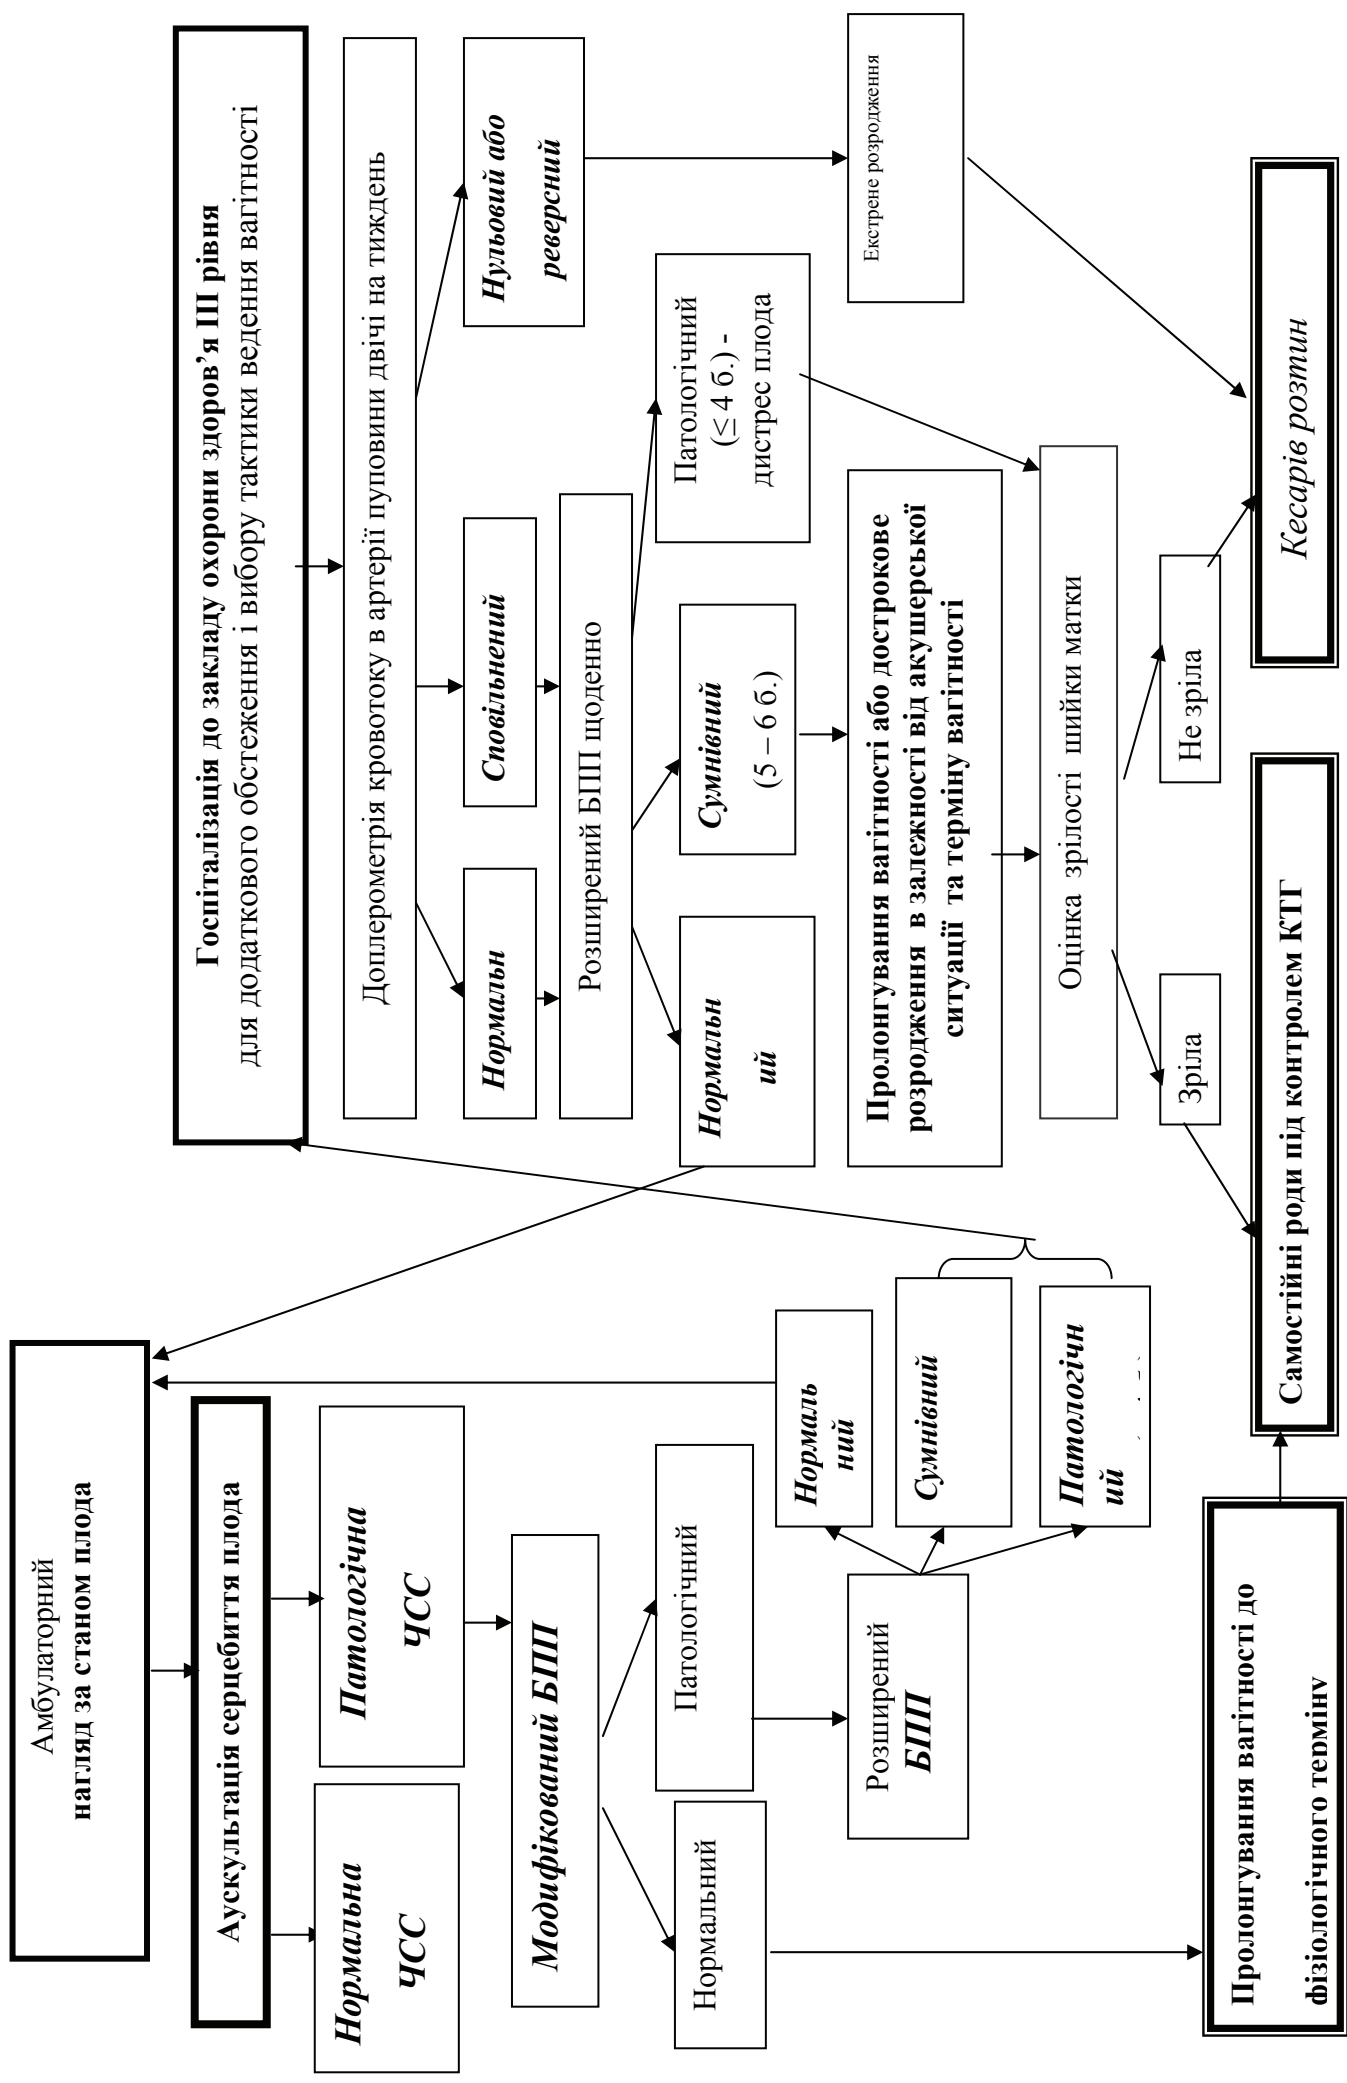 Амбулаторний
нагляд за станом плода
Аускультація серцебиття плода
Нормальна
ЧСС
Патологічна
ЧСС
Модифікований БПП
Нормальний
Патологічний
Розширений
БПП
Нормаль
ний
Сумнівний
Патологічн
ий
Пролонгування вагітності до
фізіологічного терміну
Госпіталізація до закладу охорони здоров’я ІІІ рівня
для додаткового обстеження і вибору тактики ведення вагітності
Доплерометрія кровотоку в артерії пуповини двічі на тиждень
Нормальн
Сповільнений
Нульовий або
реверсний
Розширений БПП щоденно
Нормальн
ий
Сумнівний
(5 – 6 б.)
Патологічний
(≤ 4 б.) -
дистрес плода
Пролонгування вагітності або дострокове
розродження в залежності від акушерської
ситуації та терміну вагітності
Екстрене розродження
Оцінка зрілості шийки матки
Зріла
Не зріла
Самостійні роди під контролем КТГ
Кесарів розтин